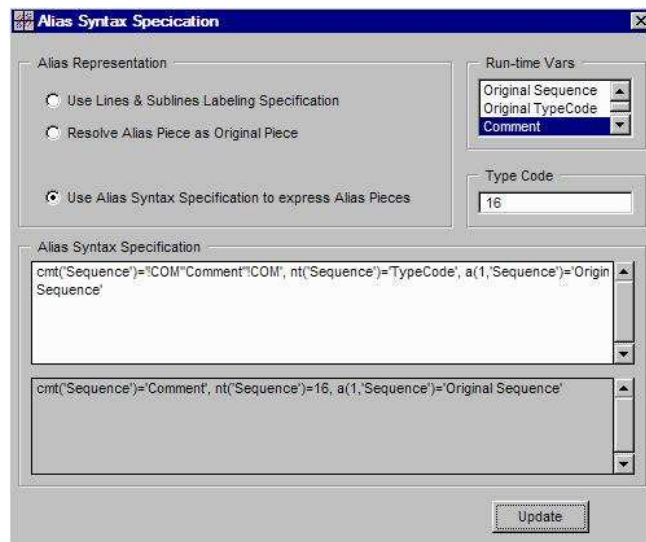 Alias Syntax Specication
Alias Representation
Use Lines & Sublines Labeling Specification
Resolve Alias Piece as Original Piece
Use Alias Syntax Specification to express Alias Pieces
Run-time Vars
Original Sequence
Original TypeCode
Comment
Type Code
16
Alias Syntax Specification
cmt('Sequence')='!COM"Comment"!COM', nt('Sequence')='TypeCode', a(1,'Sequence')='Origin
Sequence'
cmt('Sequence')='Comment', nt('Sequence')=16, a(1,'Sequence')='Original Sequence'
Update